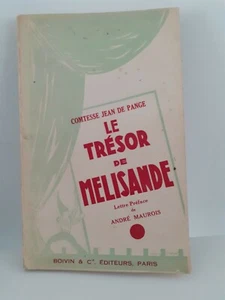 COMTESSE JEAN DE PANGE
LE
TRÉSOR
DE
MELISANDE
Lettre Préface
de
ANDRÉ MAUROIS
BOIVIN & Cie, ÉDITEURS, PARIS